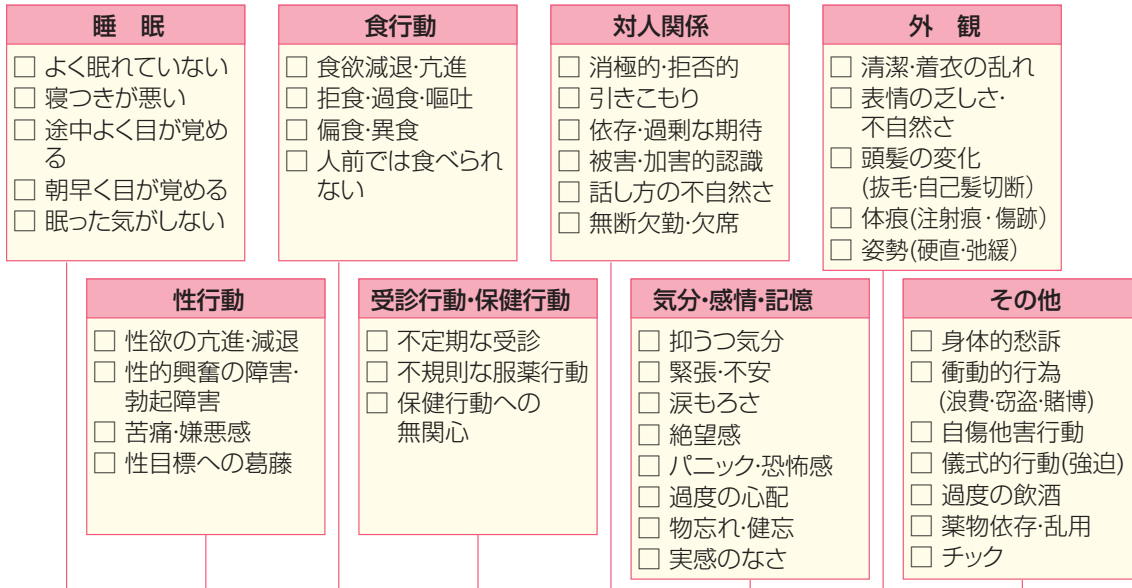 睡　眠
□ よく眠れていない
□ 寝つきが悪い
□ 途中よく目が覚め
る
□ 朝早く目が覚める
□ 眠った気がしない
食行動
□ 食欲減退・亢進
□ 拒食・過食・嘔吐
□ 偏食・異食
□ 人前では食べられ
ない
対人関係
□ 消極的・拒否的
□ 引きこもり
□ 依存・過剰な期待
□ 被害・加害的認識
□ 話し方の不自然さ
□ 無断欠勤・欠席
外　観
□ 清潔・着衣の乱れ
□ 表情の乏しさ・
不自然さ
□ 頭髪の変化
(抜毛・自己髪切断)
□ 体痕(注射痕・傷跡)
□ 姿勢(硬直・弛緩)
性行動
□ 性欲の亢進・減退
□ 性的興奮の障害・
勃起障害
□ 苦痛・嫌悪感
□ 性目標への葛藤
受診行動・保健行動
□ 不定期な受診
□ 不規則な服薬行動
□ 保健行動への
無関心
気分・感情・記憶
□ 抑うつ気分
□ 緊張・不安
□ 涙もろさ
□ 絶望感
□ パニック・恐怖感
□ 過度の心配
□ 物忘れ・健忘
□ 実感のなさ
その他
□ 身体的愁訴
□ 衝動的行為
(浪費・窃盗・賭博)
□ 自傷他害行動
□ 儀式的行動(強迫)
□ 過度の飲酒
□ 薬物依存・乱用
□ チック